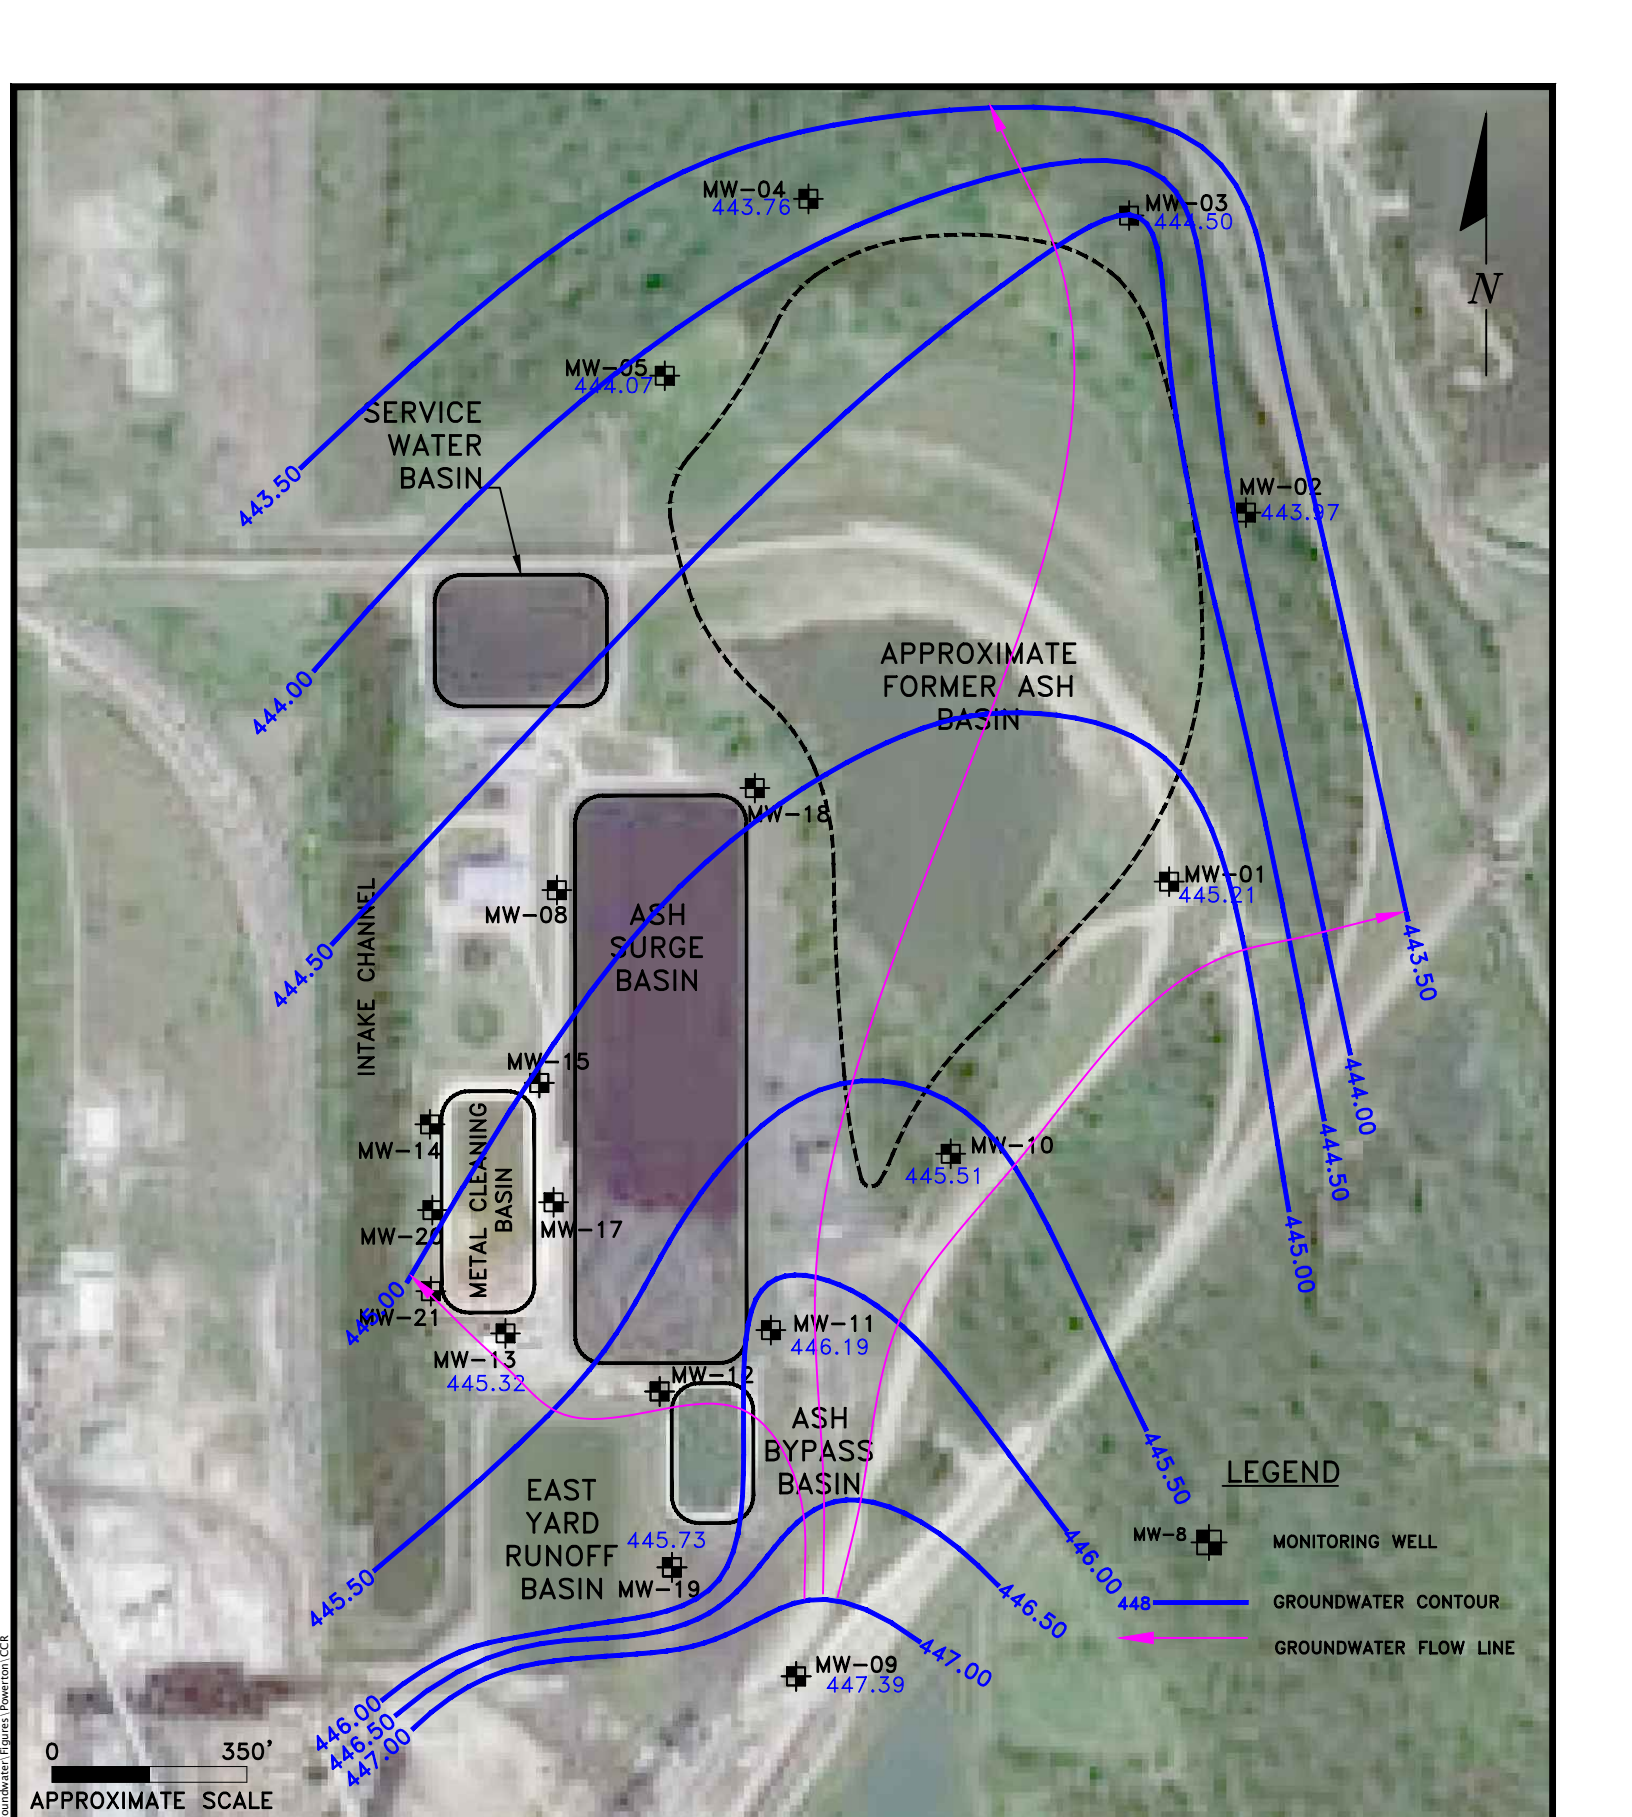 MW-04
443.76
MW-03
444.50
N
MW-05
444.07
SERVICE
WATER
BASIN
443.50
MW-02
443.97
444.00
APPROXIMATE
FORMER ASH
BASIN
MW-18
MW-01
445.21
MW-08
ASH
SURGE
BASIN
INTAKE CHANNEL
444.50
443.50
MW-15
444.00
MW-14
METAL CLEANING
BASIN
MW-10
445.51
444.50
MW-20
MW-17
445.00
445.00
MW-21
MW-11
446.19
MW-13
445.32
MW-12
ASH
BYPASS
BASIN
445.50
LEGEND
EAST
YARD
RUNOFF
BASIN
445.73
MW-19
MW-8
MONITORING WELL
446.00
445.50
446.50
448
GROUNDWATER CONTOUR
GROUNDWATER FLOW LINE
447.00
MW-09
447.39
446.00
446.50
447.00
0 350'
APPROXIMATE SCALE
oundwater\Figures\Powerton\CCR